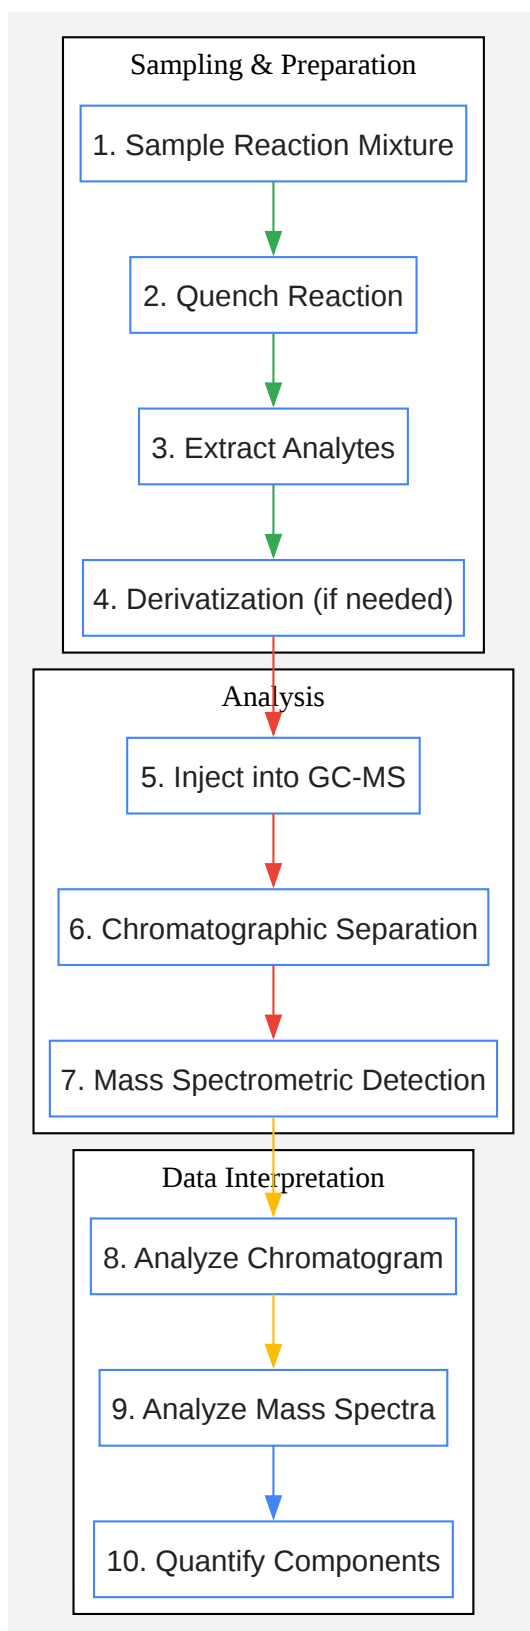 Sampling & Preparation
1. Sample Reaction Mixture
2. Quench Reaction
3. Extract Analytes
4. Derivatization (if needed)
Analysis
5. Inject into GC-MS
6. Chromatographic Separation
7. Mass Spectrometric Detection
Data Interpretation
8. Analyze Chromatogram
9. Analyze Mass Spectra
10. Quantify Components